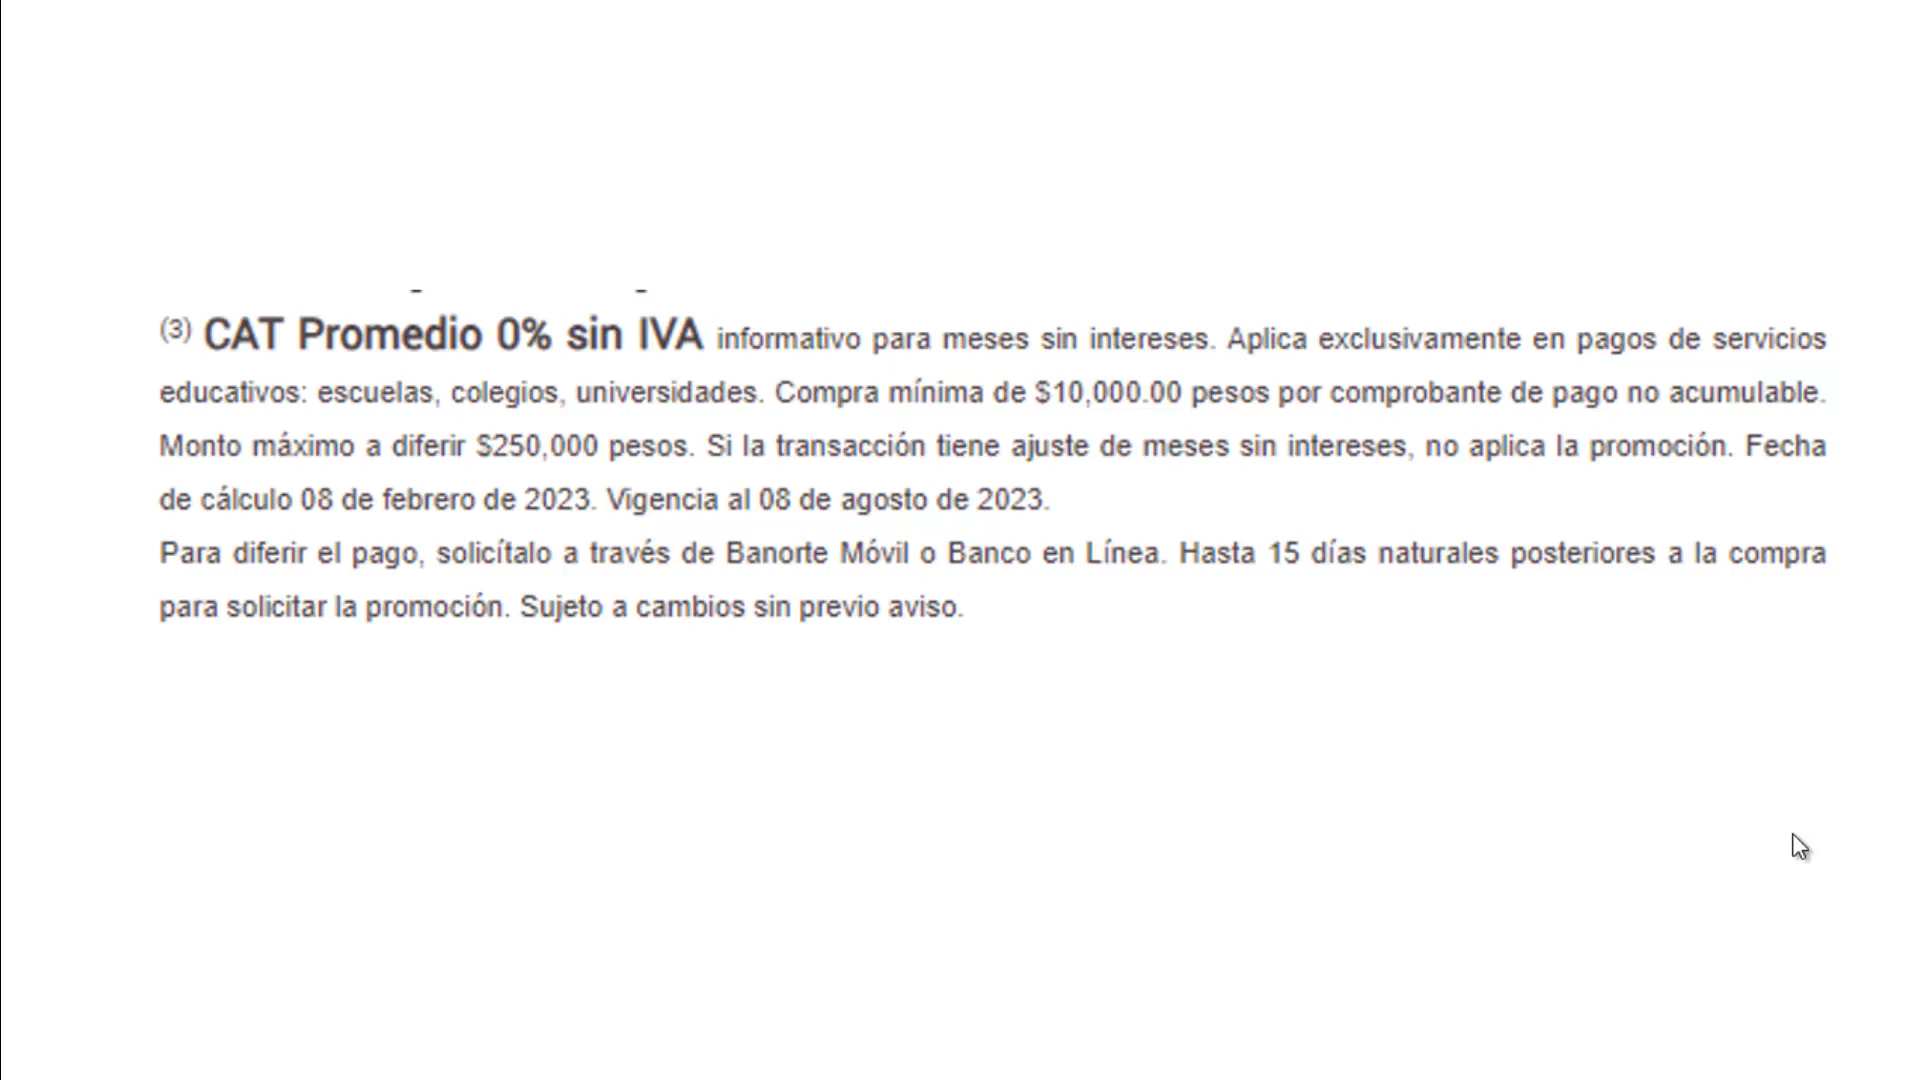 (3) CAT Promedio 0% sin IVA informativo para meses sin intereses. Aplica exclusivamente en pagos de servicios
educativos: escuelas, colegios, universidades. Compra mínima de $10,000.00 pesos por comprobante de pago no acumulable.
Monto máximo a diferir $250,000 pesos. Si la transacción tiene ajuste de meses sin intereses, no aplica la promoción. Fecha
de cálculo 08 de febrero de 2023. Vigencia al 08 de agosto de 2023.
Para diferir el pago, solicítalo a través de Banorte Móvil o Banco en Línea. Hasta 15 días naturales posteriores a la compra
para solicitar la promoción. Sujeto a cambios sin previo aviso.